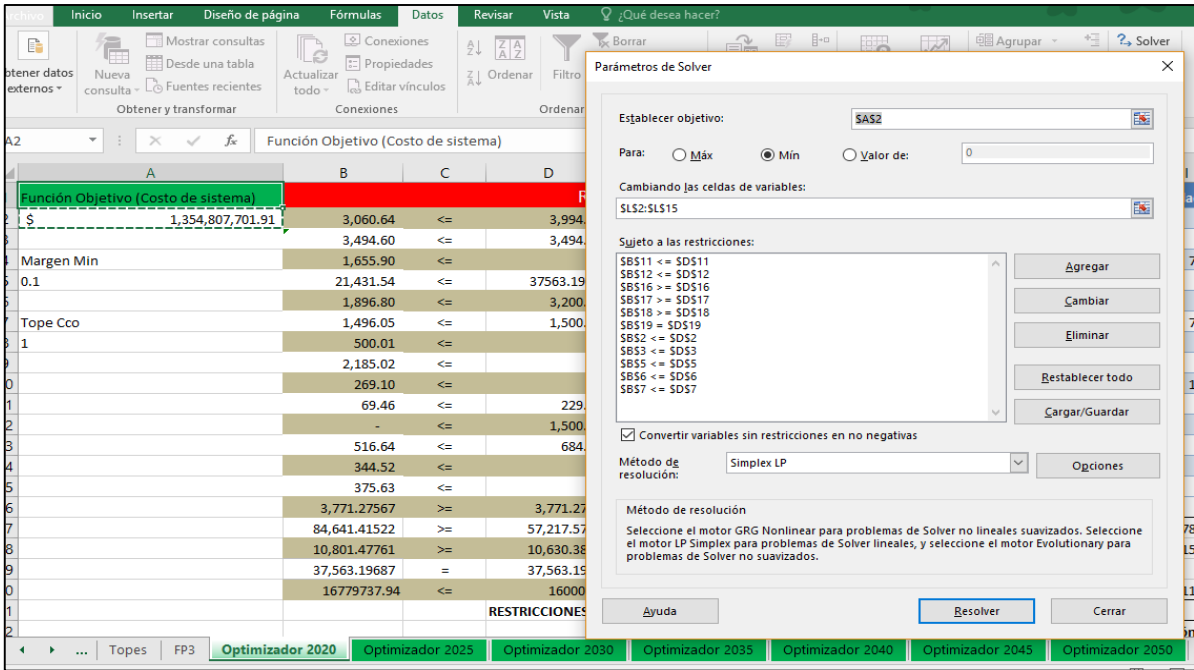 Archivo Inicio Insertar Diseño de página Fórmulas Datos Revisar Vista ¿Qué desea hacer?
Mostrar consultas Conexiones Borrar Agrupar Solver
Desde una tabla Propiedades
btener datos externos Nueva consulta Fuentes recientes Actualizar todo Editar vínculos Ordenar Filtro
Obtener y transformar Conexiones Ordenar
A2 fx Función Objetivo (Costo de sistema)
A B C D
Función Objetivo (Costo de sistema) R
$ 1,354,807,701.91 3,060.64 <= 3,994.
3,494.60 <= 3,494.
Margen Min 1,655.90 <=
0.1 21,431.54 <= 37563.19
1,896.80 <= 3,200.
Tope Cco 1,496.05 <= 1,500.
1 500.01 <=
2,185.02 <=
269.10 <=
69.46 <= 229.
- <= 1,500.
516.64 <= 684.
344.52 <=
375.63 <=
3,771.27567 >= 3,771.27
84,641.41522 >= 57,217.57
10,801.47761 >= 10,630.38
37,563.19687 = 37,563.19
16779737.94 <= 16000
RESTRICCIONES
... Topes FP3 Optimizador 2020 Optimizador 2025 Optimizador 2030 Optimizador 2035 Optimizador 2040 Optimizador 2045 Optimizador 2050
Parámetros de Solver
Establecer objetivo: $A$2
Para: Máx Mín Valor de: 0
Cambiando las celdas de variables:
$L$2:$L$15
Sujeto a las restricciones:
$B$11 <= $D$11
$B$12 <= $D$12
$B$16 >= $D$16
$B$17 >= $D$17
$B$18 >= $D$18
$B$19 = $D$19
$B$2 <= $D$2
$B$3 <= $D$3
$B$5 <= $D$5
$B$6 <= $D$6
$B$7 <= $D$7
Agregar
Cambiar
Eliminar
Restablecer todo
Cargar/Guardar
Convertir variables sin restricciones en no negativas
Método de resolución: Simplex LP Opciones
Método de resolución
Seleccione el motor GRG Nonlinear para problemas de Solver no lineales suavizados. Seleccione
el motor LP Simplex para problemas de Solver lineales, y seleccione el motor Evolutionary para
problemas de Solver no suavizados.
Ayuda Resolver Cerrar